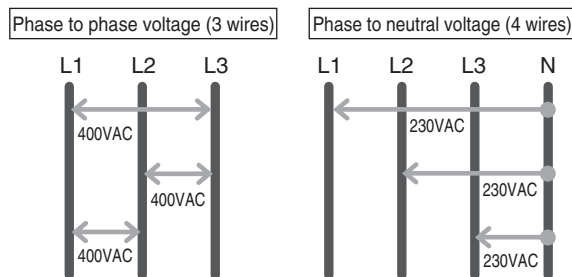 Phase to phase voltage (3 wires)
L1 L2 L3
400VAC
400VAC
400VAC
Phase to neutral voltage (4 wires)
L1 L2 L3 N
230VAC
230VAC
230VAC